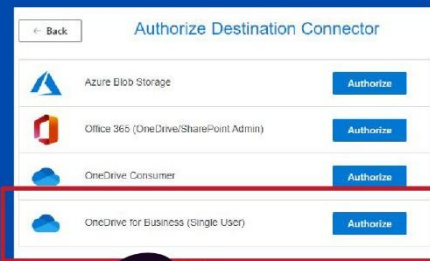 ← Back
Authorize Destination Connector
Azure Blob Storage
Authorize
Office 365 (OneDrive/SharePoint Admin)
Authorize
OneDrive Consumer
Authorize
OneDrive for Business (Single User)
Authorize